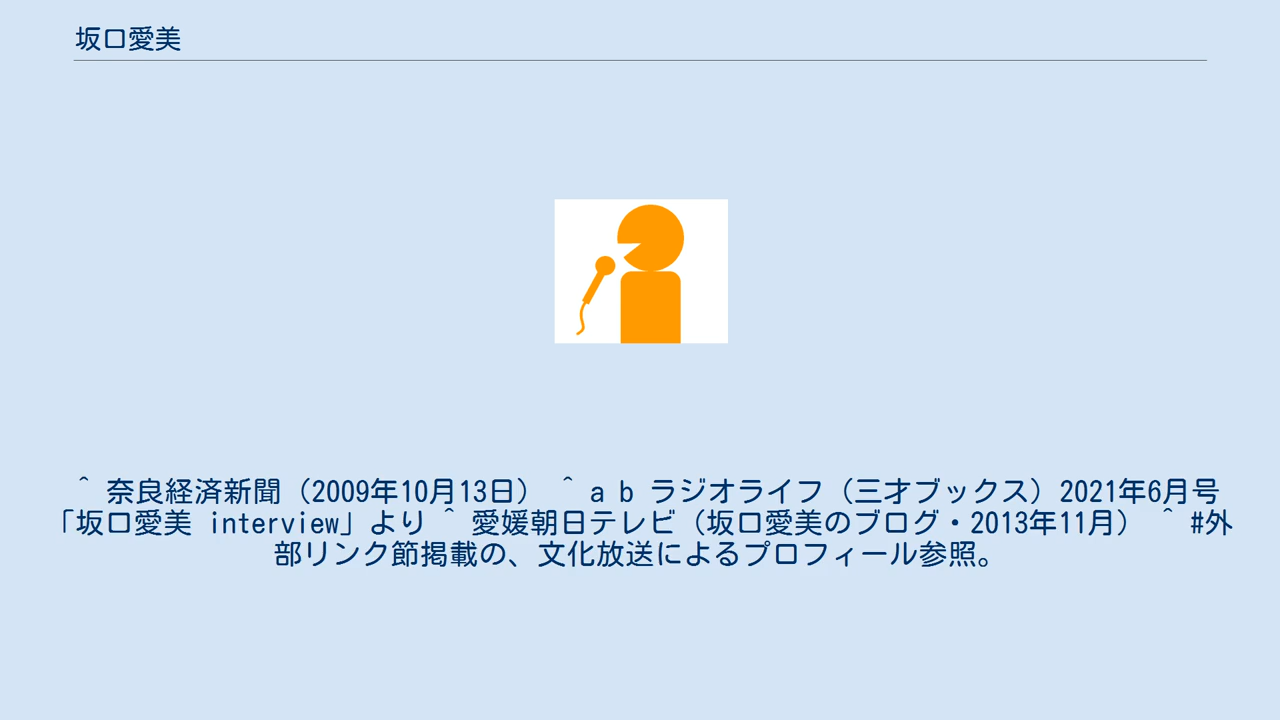 坂口愛美
^ 奈良経済新聞（2009年10月13日） ^ a b ラジオライフ（三才ブックス）2021年6月号
「坂口愛美 interview」より ^ 愛媛朝日テレビ（坂口愛美のブログ・2013年11月） ^ #外
部リンク節掲載の、文化放送によるプロフィール参照。